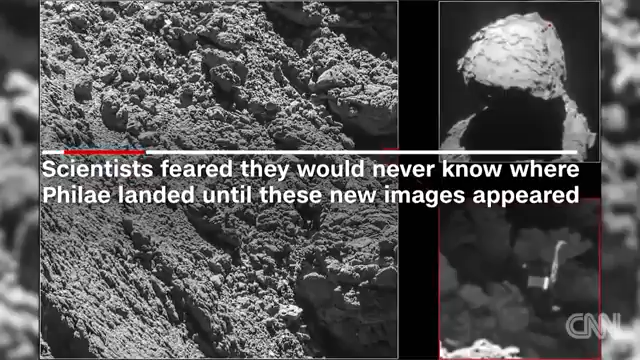 Scientists feared they would never know where
Philae landed until these new images appeared
CNN